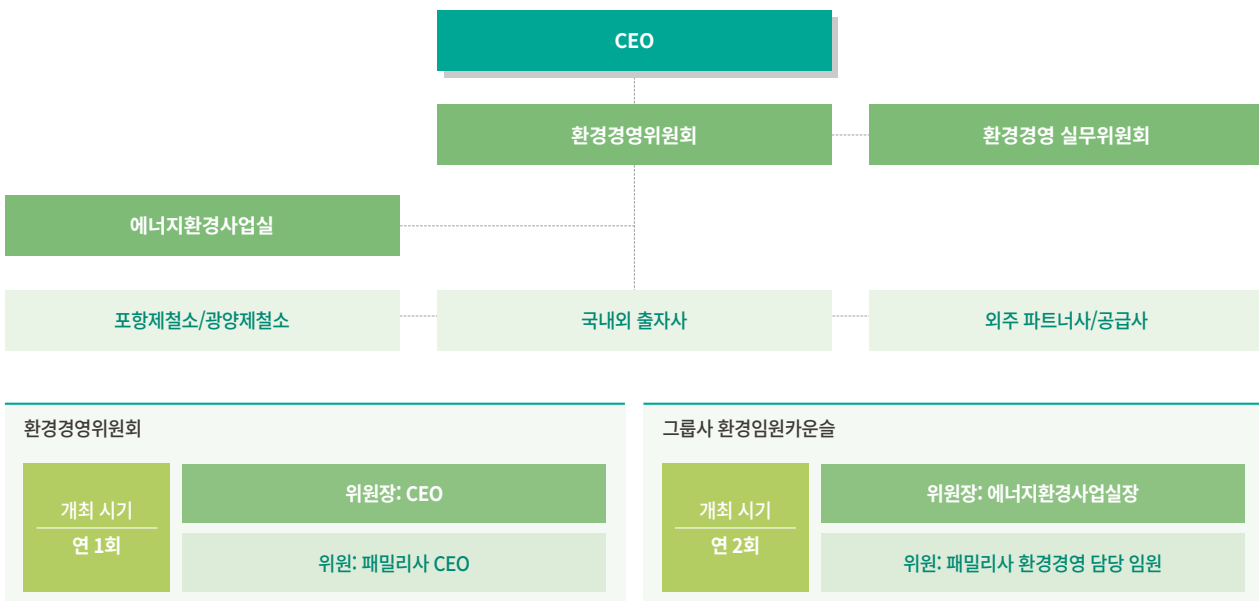 CEO
환경경영위원회
환경경영 실무위원회
에너지환경사업실
포항제철소/광양제철소
국내외 출자사
외주 파트너사/공급사
환경경영위원회
개최 시기
연 1회
위원장: CEO
위원: 패밀리사 CEO
그룹사 환경임원카운슬
개최 시기
연 2회
위원장: 에너지환경사업실장
위원: 패밀리사 환경경영 담당 임원